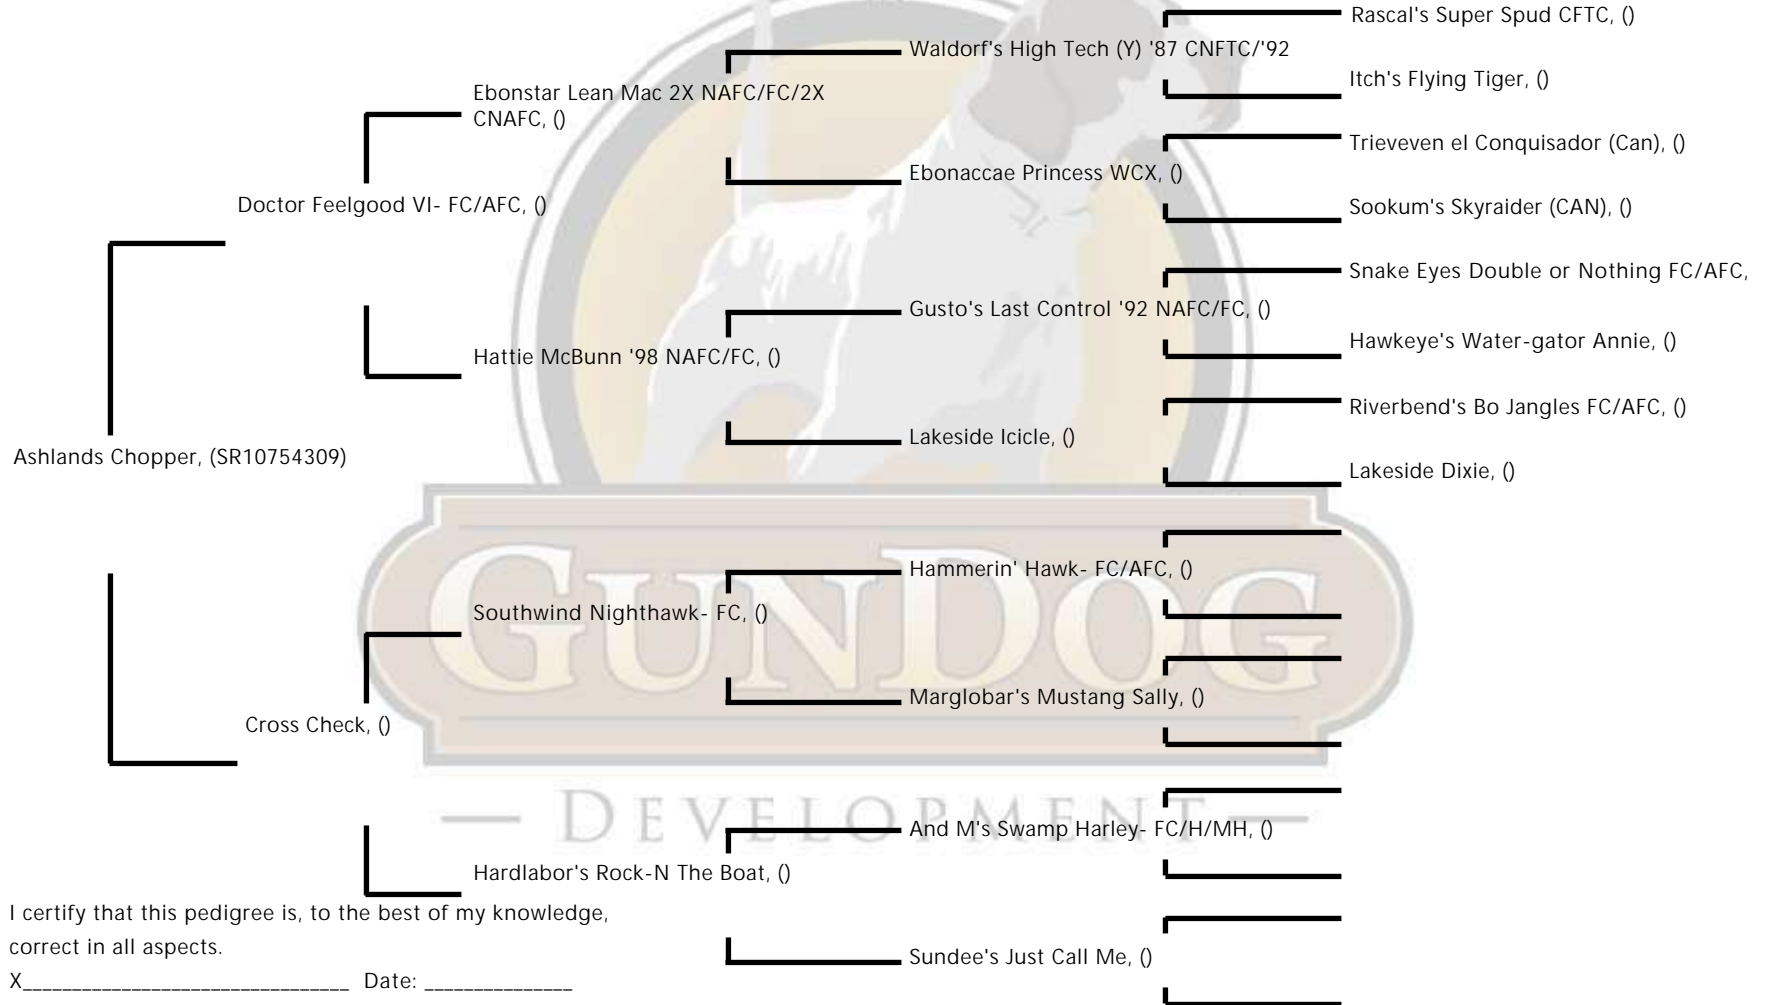 Rascal's Super Spud CFTC, ()
Waldorf's High Tech (Y) '87 CNFTC/'92
Itch's Flying Tiger, ()
Ebonstar Lean Mac 2X NAFC/FC/2X
CNAFC, ()
Trieveven el Conquisador (Can), ()
Ebonaccae Princess WCX, ()
Sookum's Skyraider (CAN), ()
Doctor Feelgood VI- FC/AFC, ()
Snake Eyes Double or Nothing FC/AFC,
Gusto's Last Control '92 NAFC/FC, ()
Hawkeye's Water-gator Annie, ()
Hattie McBunn '98 NAFC/FC, ()
Riverbend's Bo Jangles FC/AFC, ()
Lakeside Icicle, ()
Lakeside Dixie, ()
Ashlands Chopper, (SR10754309)
Hammerin' Hawk- FC/AFC, ()
Southwind Nighthawk- FC, ()
GUNDOG
Marglobar's Mustang Sally, ()
Cross Check, ()
DEVELOPMENT
And M's Swamp Harley- FC/H/MH, ()
Hardlabor's Rock-N The Boat, ()
Sundee's Just Call Me, ()
I certify that this pedigree is, to the best of my knowledge,
correct in all aspects.
X_________________________________ Date: _______________